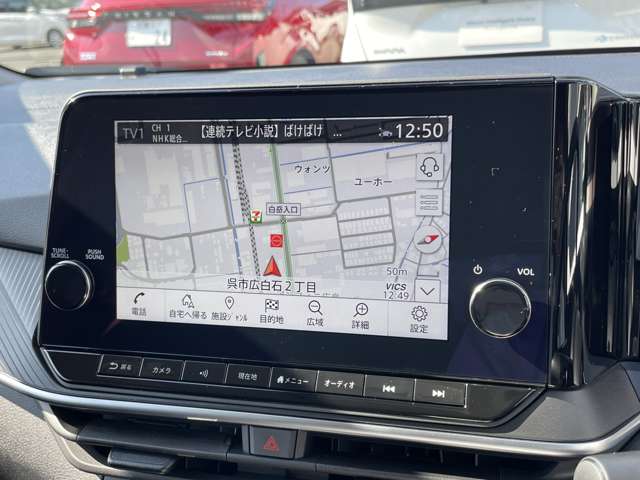 NISSAN
TV1
CH 1
NHK総合...
【連続テレビ小説】ばけばけ ...
12:50
ウォンツ
ユーホー
白岳入口
7
50m
VICS
12:49
呉市広白石2丁目
TUNE・SCROLL
PUSH SOUND
VOL
電話
自宅へ帰る
施設ジャンル
目的地
広域
詳細
設定
戻る
カメラ
現在地
メニュー
オーディオ